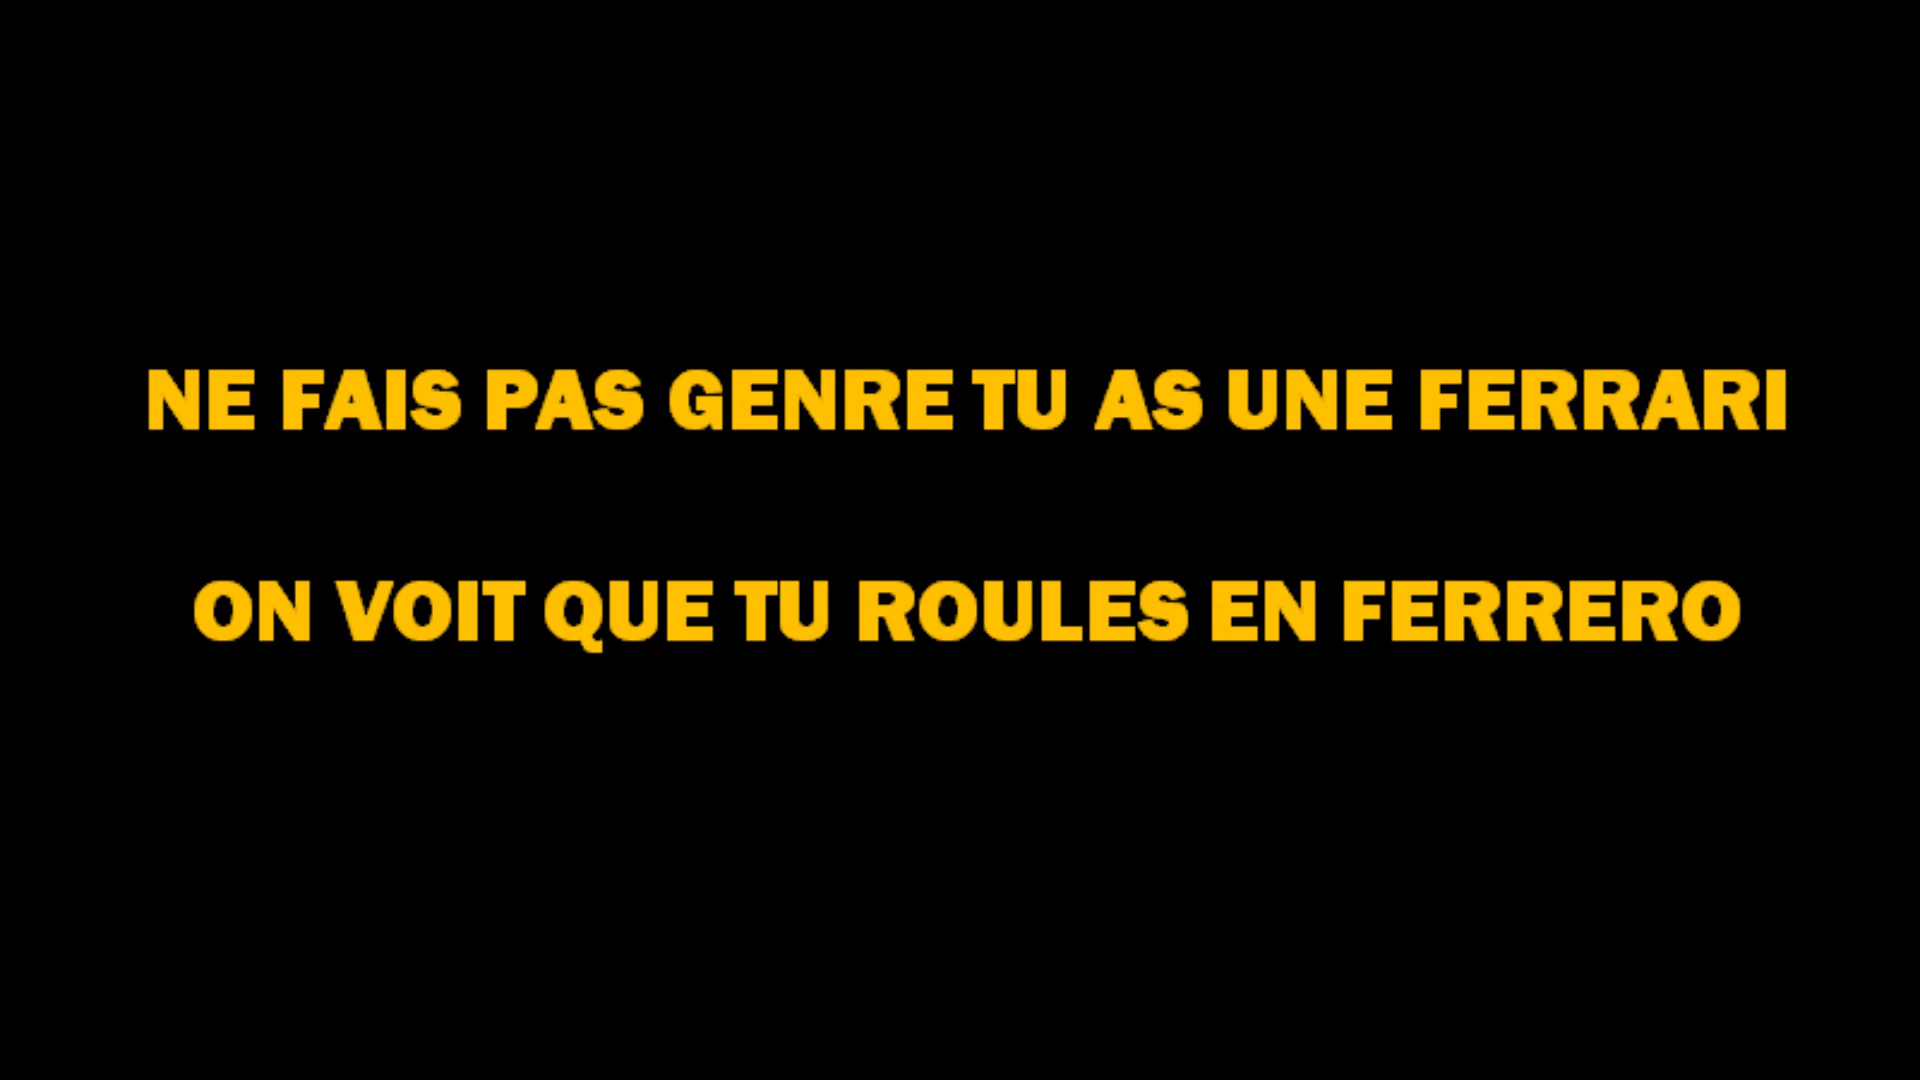 NE FAIS PAS GENRE TU AS UNE FERRARI
ON VOIT QUE TU ROULES EN FERRERO